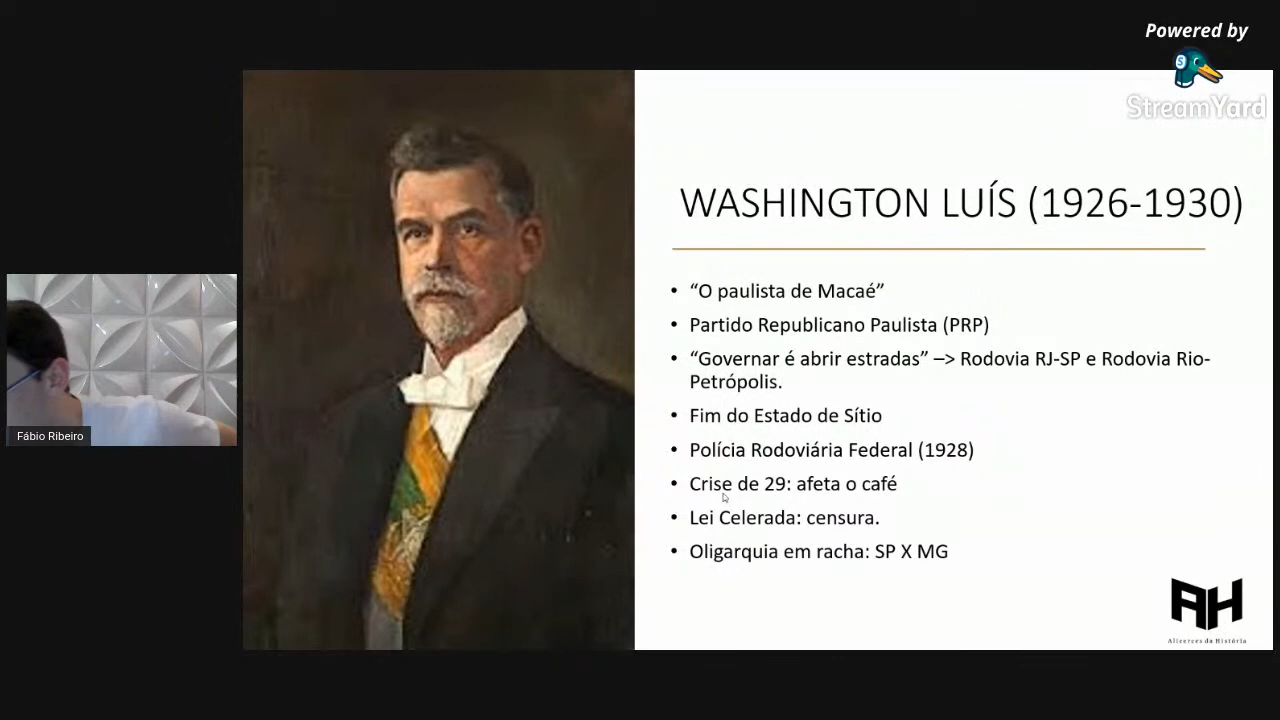 Powered by
StreamYard
WASHINGTON LUÍS (1926-1930)
• “O paulista de Macaé”
• Partido Republicano Paulista (PRP)
• “Governar é abrir estradas” –> Rodovia RJ-SP e Rodovia Rio-
Petrópolis.
• Fim do Estado de Sítio
• Polícia Rodoviária Federal (1928)
• Crise de 29: afeta o café
• Lei Celerada: censura.
• Oligarquia em racha: SP X MG
Fábio Ribeiro
AH
Alicerces da História